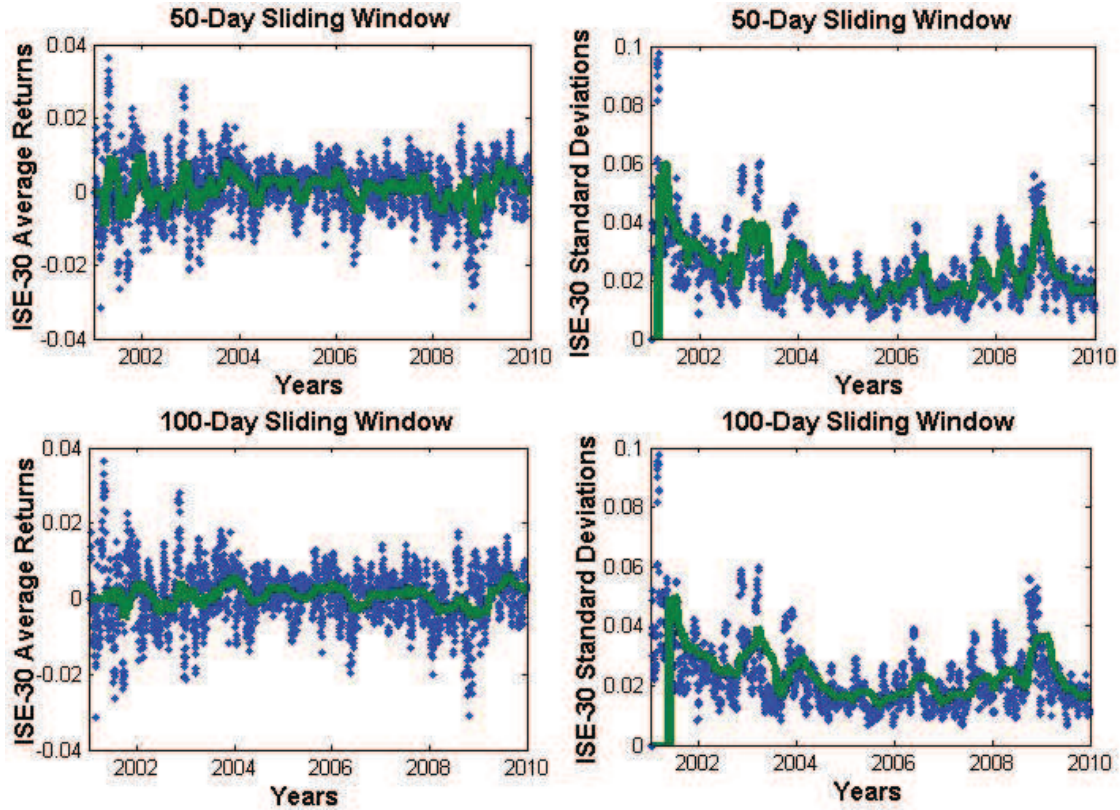 50-Day Sliding Window
ISE-30 Average Returns
0.04
0.02
0
-0.02
-0.04
2002 2004 2006 2008 2010
Years
50-Day Sliding Window
ISE-30 Standard Deviations
0.1
0.08
0.06
0.04
0.02
0
2002 2004 2006 2008 2010
Years
100-Day Sliding Window
ISE-30 Average Returns
0.04
0.02
0
-0.02
-0.04
2002 2004 2006 2008 2010
Years
100-Day Sliding Window
ISE-30 Standard Deviations
0.1
0.08
0.06
0.04
0.02
0
2002 2004 2006 2008 2010
Years